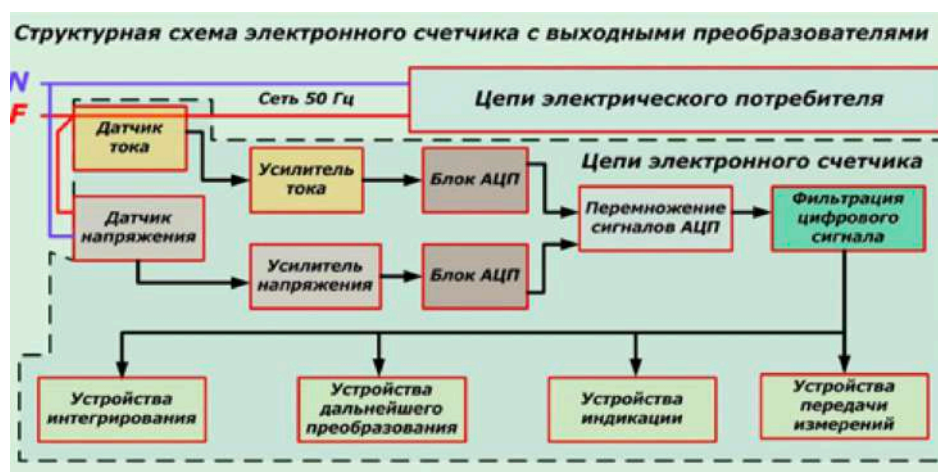 Структурная схема электронного счетчика с выходными преобразователями
N
F
Сеть 50 Гц
Цепи электрического потребителя
Датчик
тока
Цепи электронного счетчика
Усилитель
тока
Блок АЦП
Датчик
напряжения
Перемножение
сигналов АЦП
Фильтрация
цифрового
сигнала
Усилитель
напряжения
Блок АЦП
Устройства
интегрирования
Устройства
дальнейшего
преобразования
Устройства
индикации
Устройства
передачи
измерений